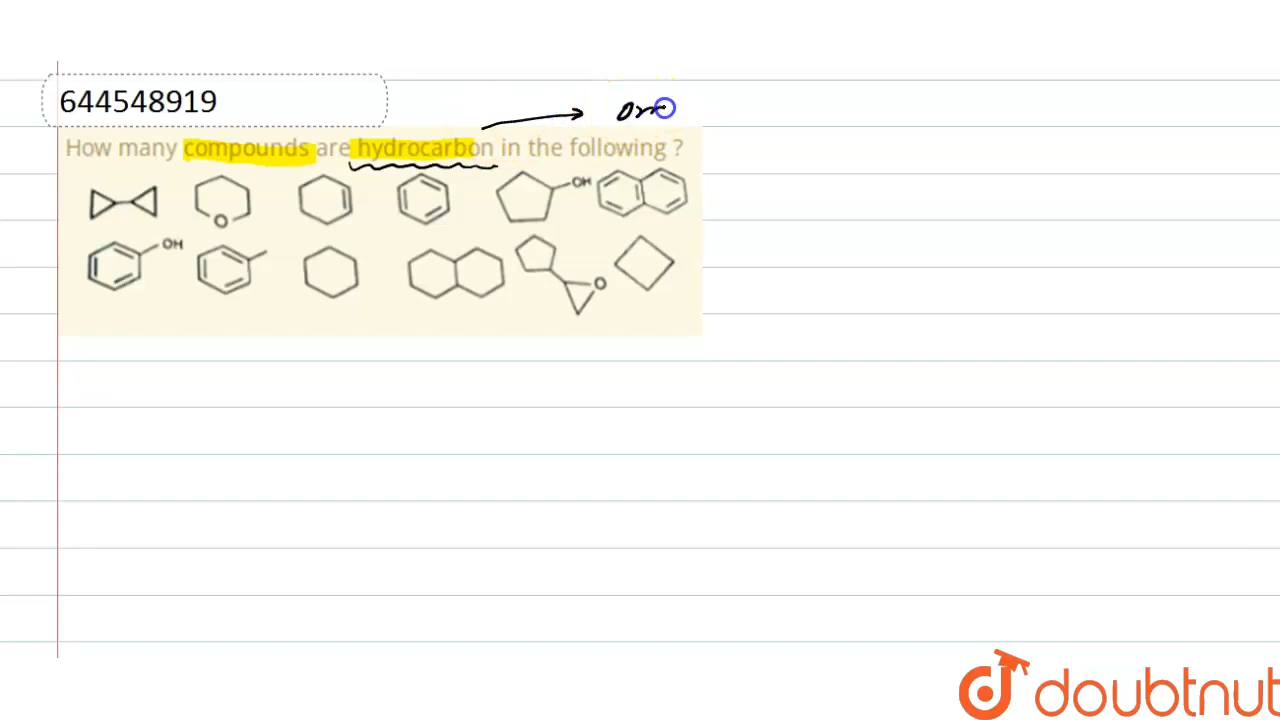 644548919
How many compounds are hydrocarbon in the following ?
O
OH
OH
O
doubtnut